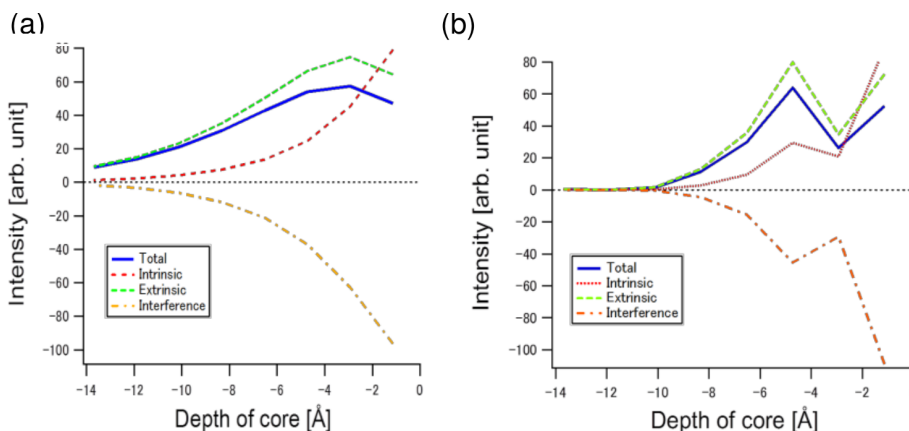 (a)
80
60
40
20
0
-20
-40
-60
-80
-100
Intensity [arb. unit]
Total
Intrinsic
Extrinsic
Interference
-14
-12
-10
-8
-6
-4
-2
0
Depth of core [Å]
(b)
80
60
40
20
0
-20
-40
-60
-80
-100
Intensity [arb. unit]
Total
Intrinsic
Extrinsic
Interference
-14
-12
-10
-8
-6
-4
-2
0
Depth of core [Å]